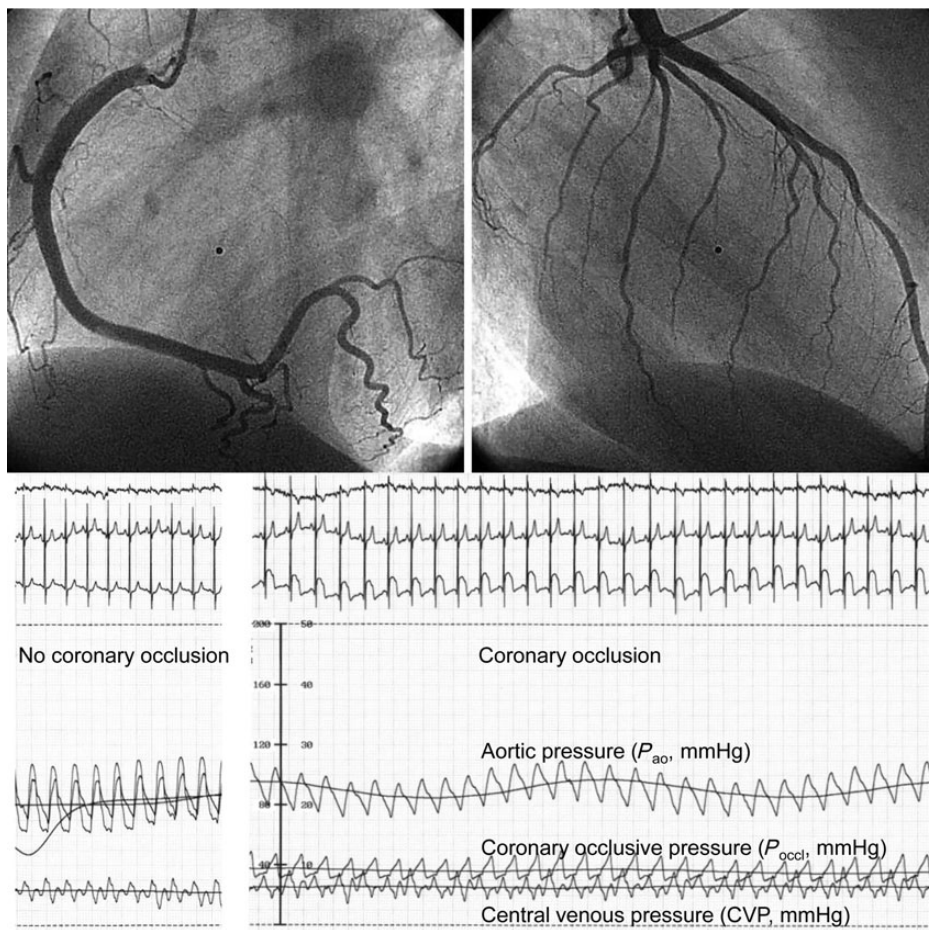 200
50
No coronary occlusion
Coronary occlusion
160
40
120
30
Aortic pressure (Pao, mmHg)
80
20
Coronary occlusive pressure (Poccl, mmHg)
40
10
Central venous pressure (CVP, mmHg)